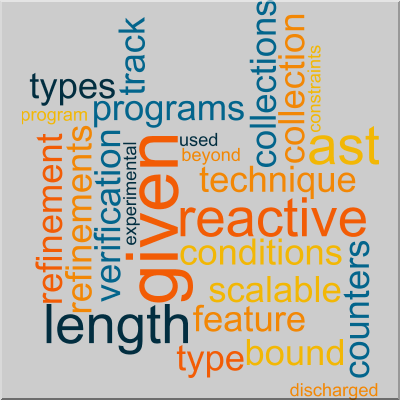 track
collections
collection
constraints
types
programs
program
used
beyond
ast
refinement
refinements
verification
experimental
given
technique
reactive
conditions
scalable
counters
length
feature
type
bound
discharged